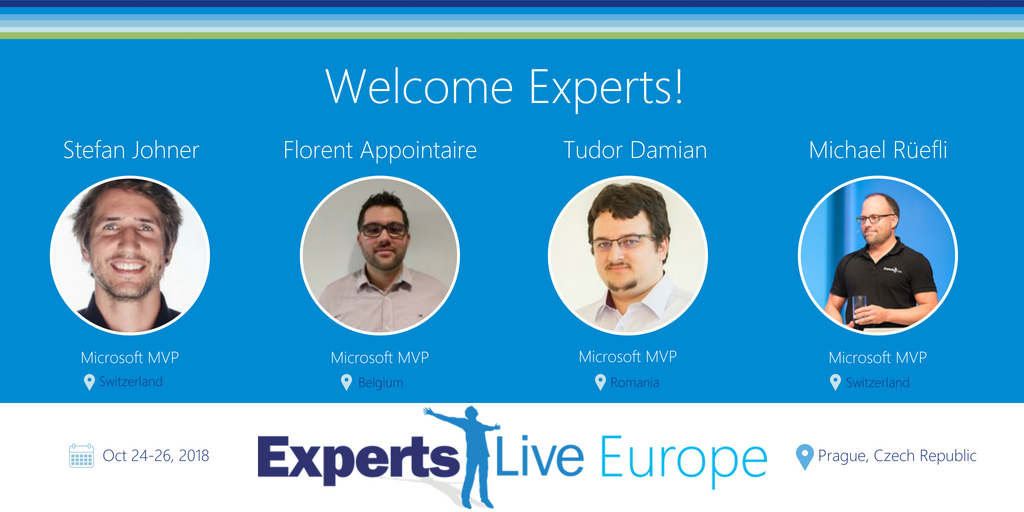 Welcome Experts!
Stefan Johner
Florent Appointaire
Tudor Damian
Michael Rüefli
Microsoft MVP
Microsoft MVP
Microsoft MVP
Microsoft MVP
Switzerland
Belgium
Romania
Switzerland
Oct 24-26, 2018
Experts Live Europe
Prague, Czech Republic